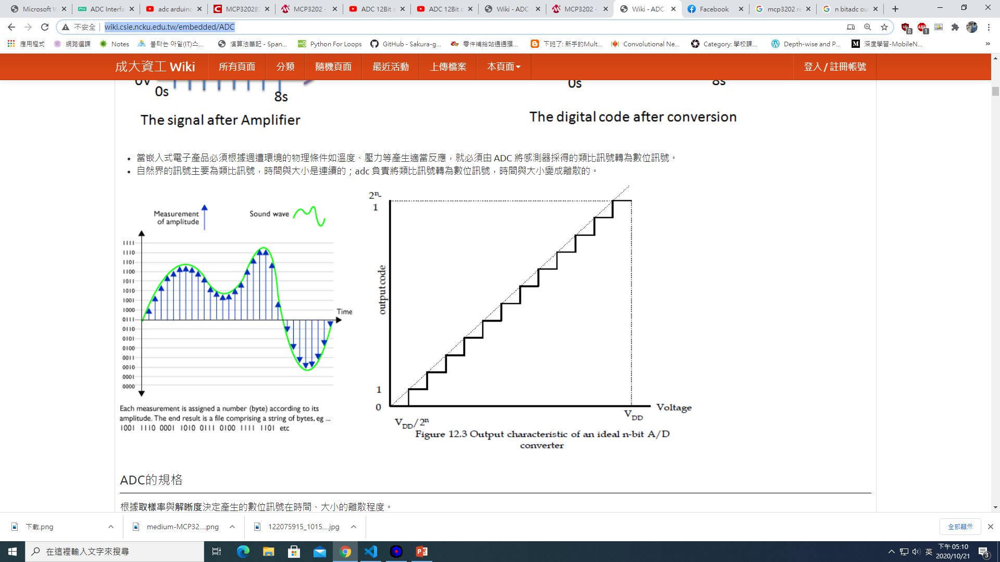 Microsoft W
ADC Interfa
adc arduino
MCP3202的
MCP3202 -
ADC 12Bit c
ADC 12Bit c
Wiki - ADC
MCP3202 -
Wiki - ADC
Facebook
mcp3202 re
n bitadc ou
不安全
wiki.csie.ncku.edu.tw/embedded/ADC
8
1
應用程式
網路選課
Notes
불타는 아일(IT)스...
演算法筆記 - Span...
Python For Loops
GitHub - Sakura-g...
零件補給站通通摸...
下班了: 新手的Mult...
Convolutional Ne...
Category: 學校課...
Depth-wise and P...
深度學習-MobileN...
»
成大資工 Wiki
所有頁面
分類
隨機頁面
最近活動
上傳檔案
本頁面
登入 / 註冊帳號
0v
0s
8s
0s
8s
The signal after Amplifier
The digital code after conversion
當嵌入式電子產品必須根據週遭環境的物理條件如溫度、壓力等產生適當反應，就必須由 ADC 將感測器採得的類比訊號轉為數位訊號。
自然界的訊號主要為類比訊號，時間與大小是連續的；adc 負責將類比訊號轉為數位訊號，時間與大小變成離散的。
Measurement
of amplitude
Sound wave
1111
1110
1101
1100
1011
1010
1001
1000
0111
0110
0101
0100
0011
0010
0001
0000
Time
Each measurement is assigned a number (byte) according to its
amplitude. The end result is a file comprising a string of bytes, eg ...
1001 1110 0001 1010 0111 0100 1111 1101 etc
2ⁿ-
1
output code
1
0
Voltage
VDD
VDD/2ⁿ
Figure 12.3 Output characteristic of an ideal n-bit A/D
converter
ADC的規格
根據取樣率與解晰度決定產生的數位訊號在時間、大小的離散程度。
下載.png
medium-MCP32....png
122075915_1015....jpg
全部顯示
在這裡輸入文字來搜尋
英
下午 05:10
2020/10/21
3